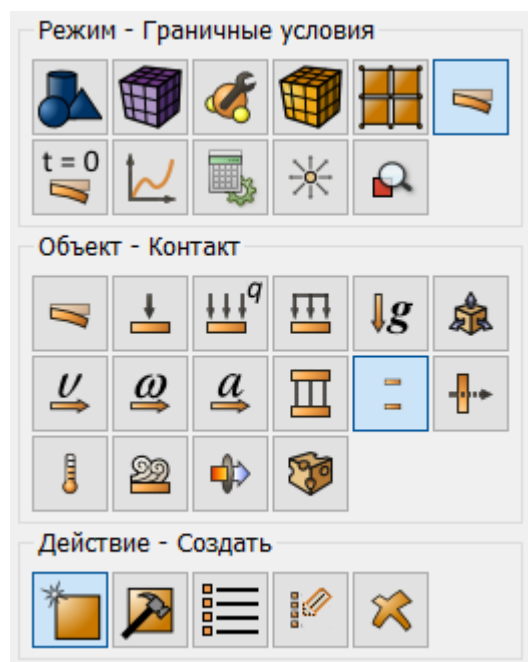 Режим - Граничные условия
t = 0
Объект - Контакт
q
g
υ ω a
Действие - Создать